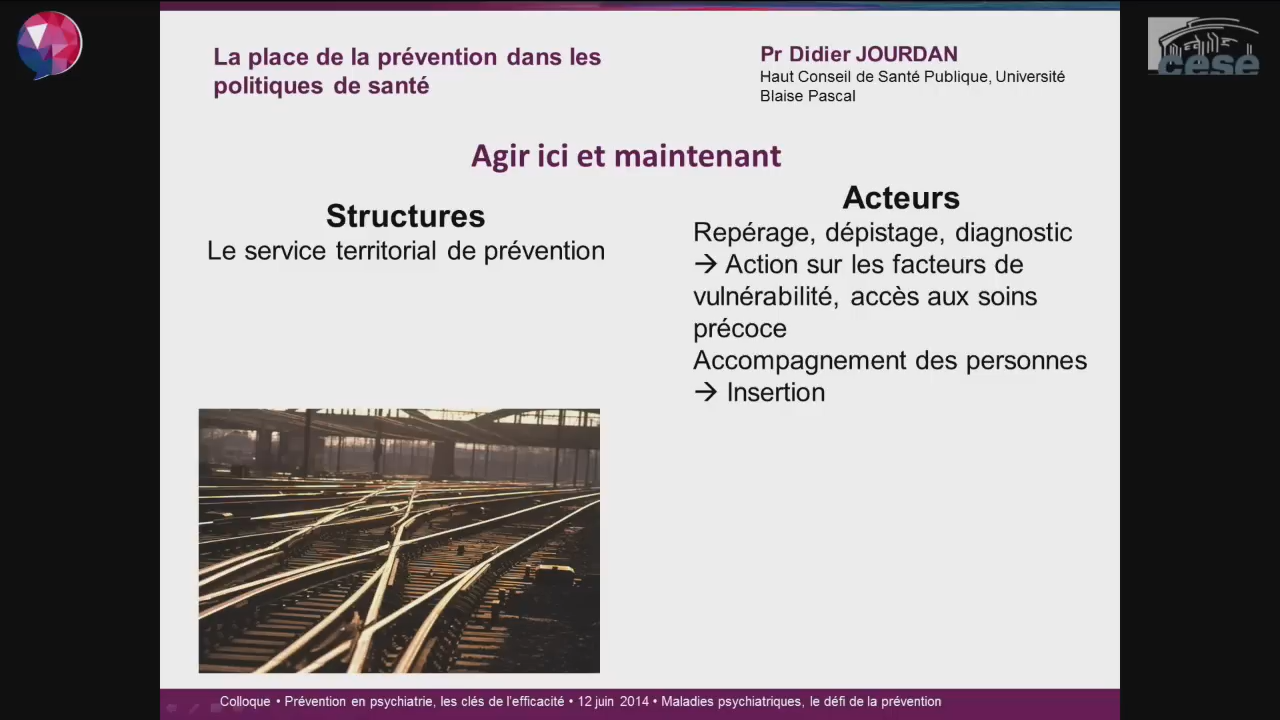 La place de la prévention dans les
politiques de santé
Pr Didier JOURDAN
Haut Conseil de Santé Publique, Université
Blaise Pascal
cese
Agir ici et maintenant
Structures
Le service territorial de prévention
Acteurs
Repérage, dépistage, diagnostic
→ Action sur les facteurs de
vulnérabilité, accès aux soins
précoce
Accompagnement des personnes
→ Insertion
Colloque • Prévention en psychiatrie, les clés de l'efficacité • 12 juin 2014 • Maladies psychiatriques, le défi de la prévention